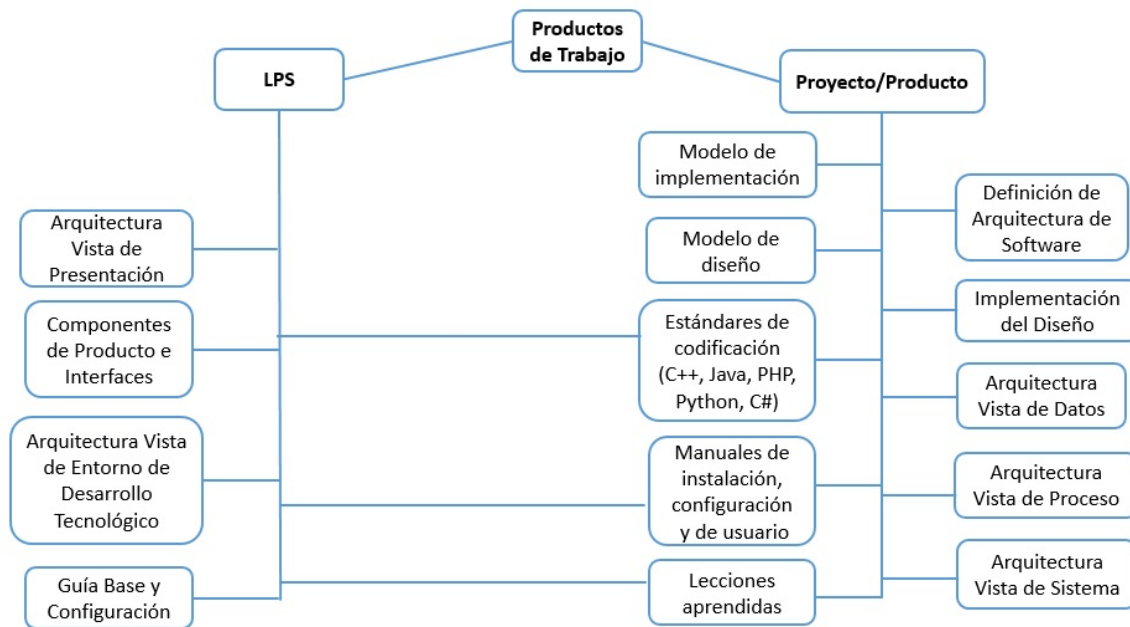 Productos
de Trabajo
LPS
Proyecto/Producto
Arquitectura
Vista de
Presentación
Componentes
de Producto e
Interfaces
Arquitectura Vista
de Entorno de
Desarrollo
Tecnológico
Guía Base y
Configuración
Modelo de
implementación
Modelo de
diseño
Estándares de
codificación
(C++, Java, PHP,
Python, C#)
Manuales de
instalación,
configuración
y de usuario
Lecciones
aprendidas
Definición de
Arquitectura de
Software
Implementación
del Diseño
Arquitectura
Vista de Datos
Arquitectura
Vista de Proceso
Arquitectura
Vista de Sistema